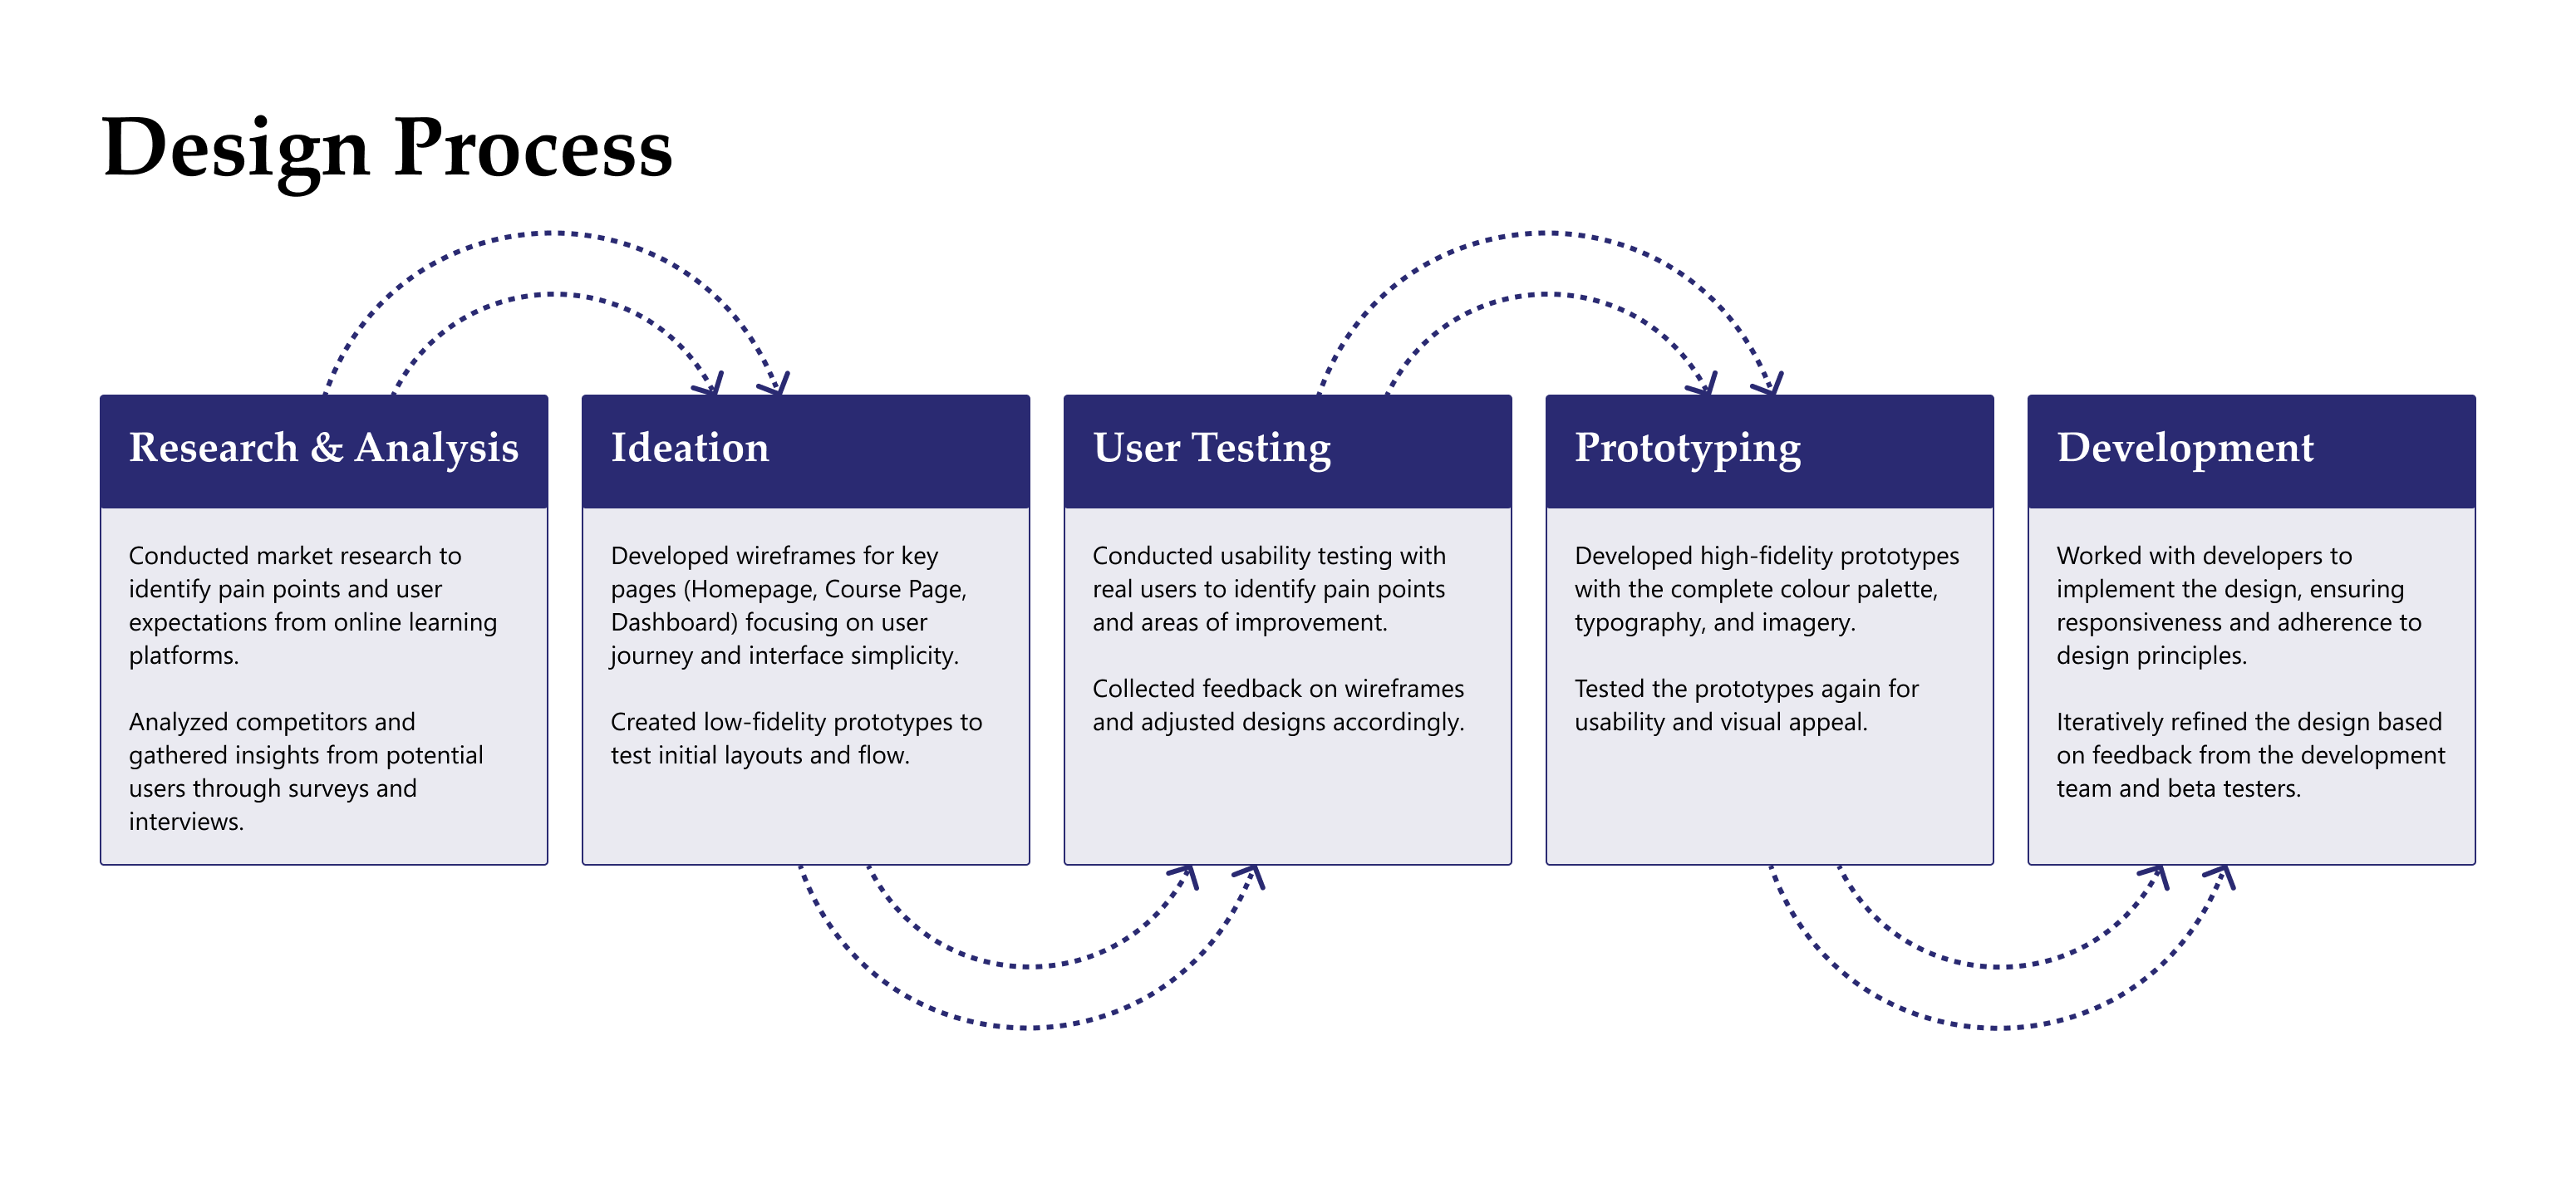 Design Process
Research & Analysis
Conducted market research to
identify pain points and user
expectations from online learning
platforms.
Analyzed competitors and
gathered insights from potential
users through surveys and
interviews.
Ideation
Developed wireframes for key
pages (Homepage, Course Page,
Dashboard) focusing on user
journey and interface simplicity.
Created low-fidelity prototypes to
test initial layouts and flow.
User Testing
Conducted usability testing with
real users to identify pain points
and areas of improvement.
Collected feedback on wireframes
and adjusted designs accordingly.
Prototyping
Developed high-fidelity prototypes
with the complete colour palette,
typography, and imagery.
Tested the prototypes again for
usability and visual appeal.
Development
Worked with developers to
implement the design, ensuring
responsiveness and adherence to
design principles.
Iteratively refined the design based
on feedback from the development
team and beta testers.